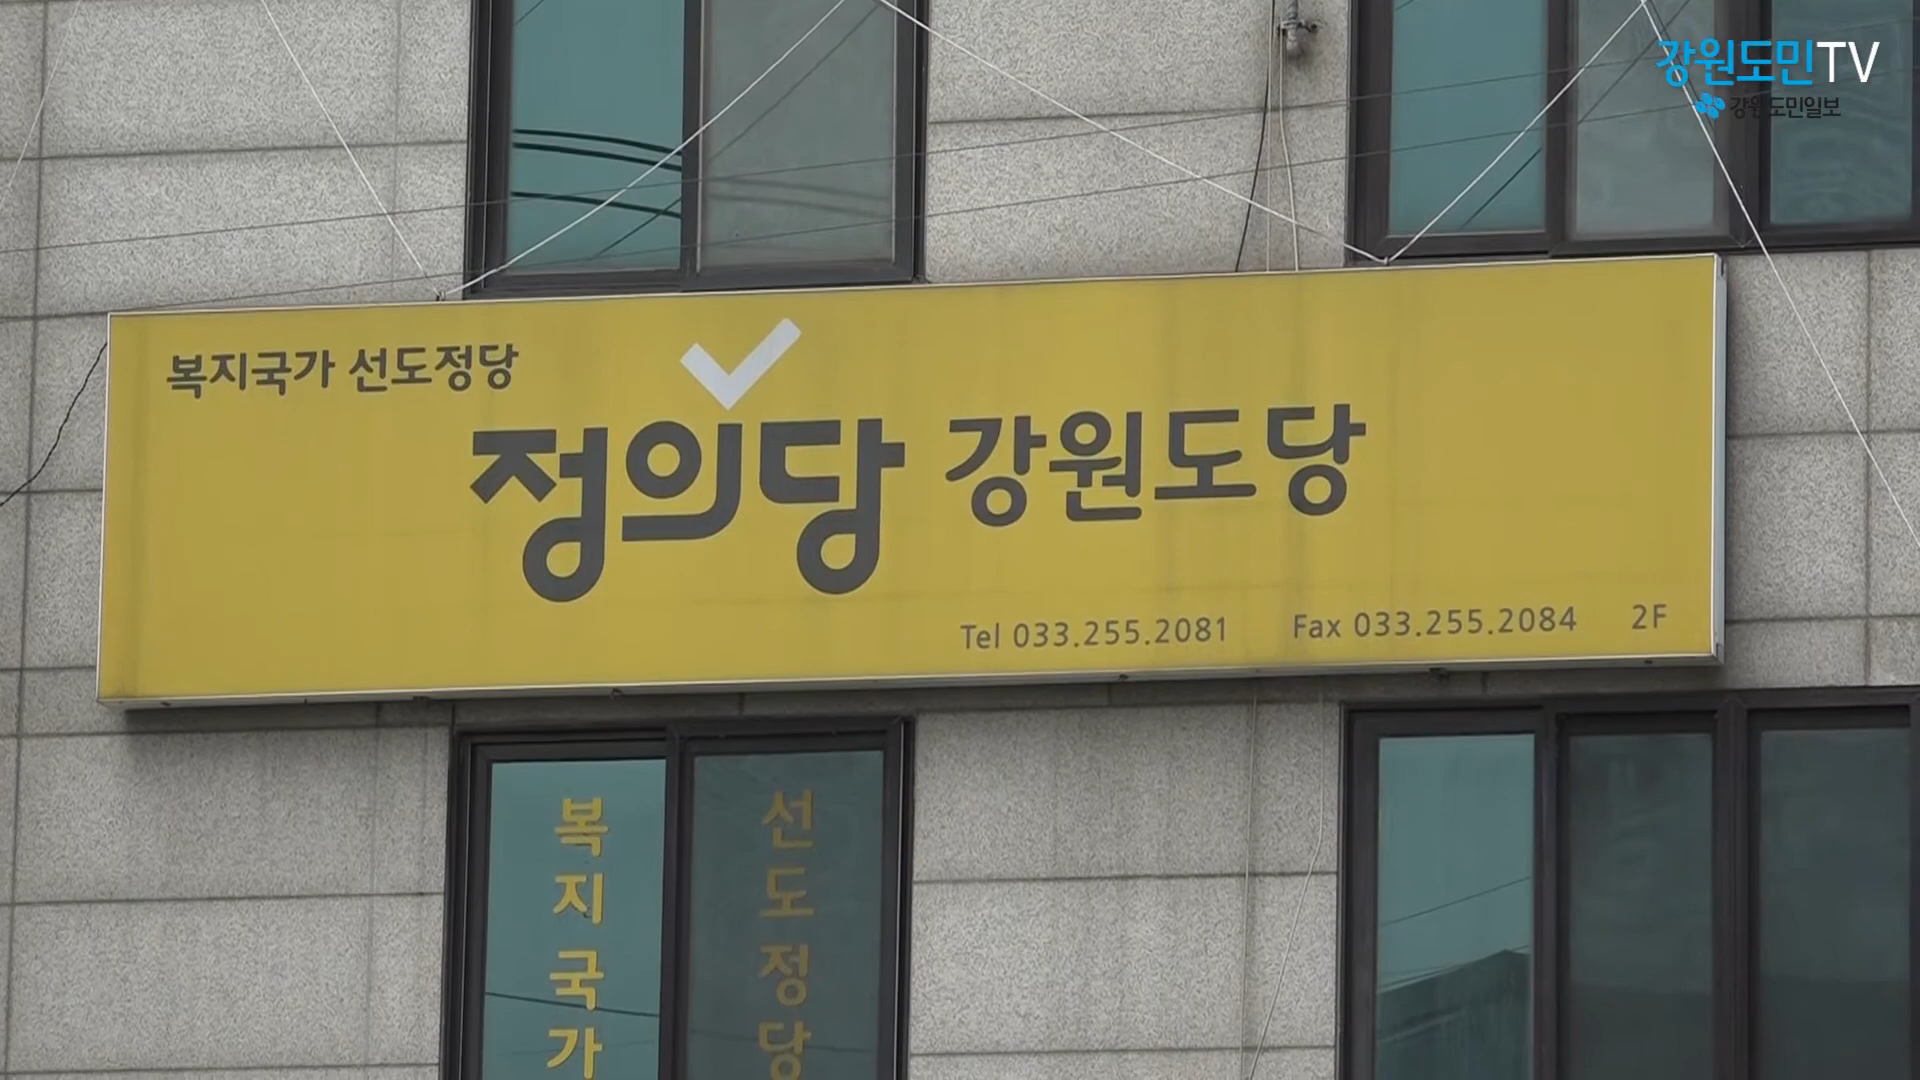 강원도민TV
강원도민일보
복지국가 선도정당
정의당 강원도당
Tel 033.255.2081 Fax 033.255.2084 2F
복지국가
선도정당